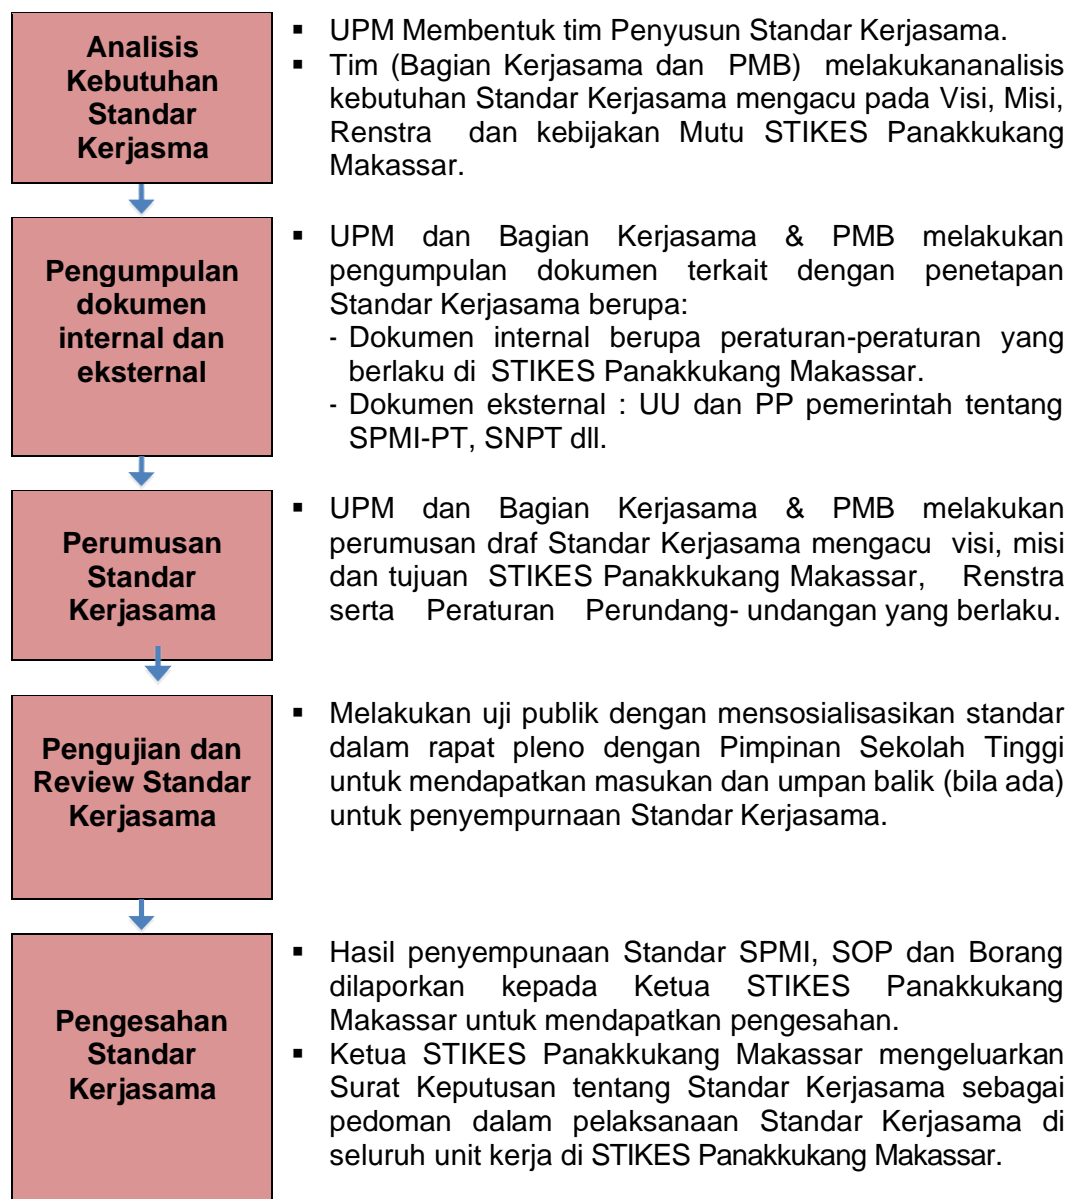 Analisis
Kebutuhan
Standar
Kerjasma
▪ UPM Membentuk tim Penyusun Standar Kerjasama.
▪ Tim (Bagian Kerjasama dan PMB) melakukananalisis
kebutuhan Standar Kerjasama mengacu pada Visi, Misi,
Renstra dan kebijakan Mutu STIKES Panakkukang
Makassar.
Pengumpulan
dokumen
internal dan
eksternal
▪ UPM dan Bagian Kerjasama & PMB melakukan
pengumpulan dokumen terkait dengan penetapan
Standar Kerjasama berupa:
- Dokumen internal berupa peraturan-peraturan yang
berlaku di STIKES Panakkukang Makassar.
- Dokumen eksternal : UU dan PP pemerintah tentang
SPMI-PT, SNPT dll.
Perumusan
Standar
Kerjasama
▪ UPM dan Bagian Kerjasama & PMB melakukan
perumusan draf Standar Kerjasama mengacu visi, misi
dan tujuan STIKES Panakkukang Makassar, Renstra
serta Peraturan Perundang- undangan yang berlaku.
Pengujian dan
Review Standar
Kerjasama
▪ Melakukan uji publik dengan mensosialisasikan standar
dalam rapat pleno dengan Pimpinan Sekolah Tinggi
untuk mendapatkan masukan dan umpan balik (bila ada)
untuk penyempurnaan Standar Kerjasama.
Pengesahan
Standar
Kerjasama
▪ Hasil penyempunaan Standar SPMI, SOP dan Borang
dilaporkan kepada Ketua STIKES Panakkukang
Makassar untuk mendapatkan pengesahan.
▪ Ketua STIKES Panakkukang Makassar mengeluarkan
Surat Keputusan tentang Standar Kerjasama sebagai
pedoman dalam pelaksanaan Standar Kerjasama di
seluruh unit kerja di STIKES Panakkukang Makassar.